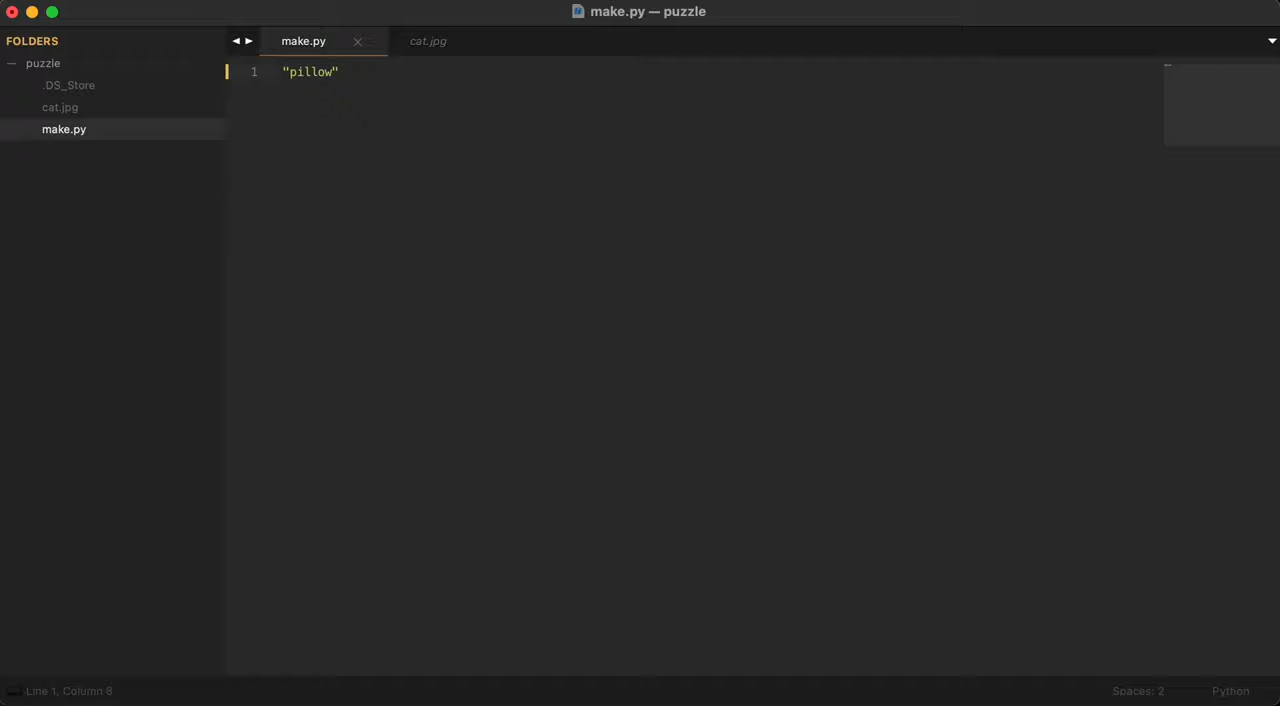 make.py — puzzle
FOLDERS
puzzle
.DS_Store
cat.jpg
make.py
make.py
cat.jpg
1 "pillow"
Line 1, Column 8
Spaces: 2
Python